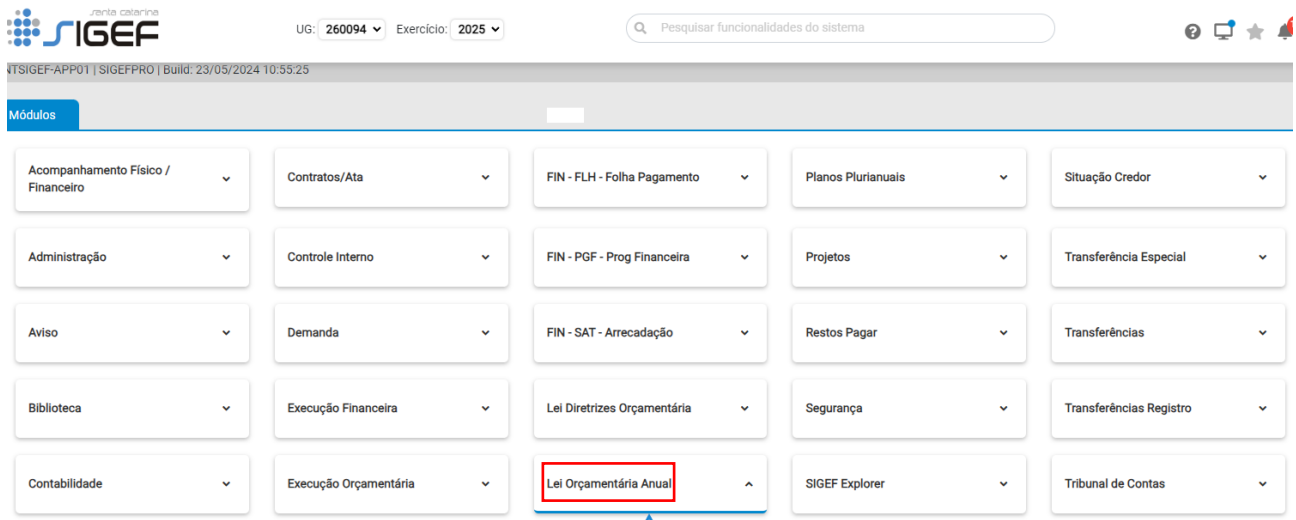 santa catarina
SIGEF
UG: 260094 Exercício: 2025
Pesquisar funcionalidades do sistema
NTSIGEF-APP01 | SIGEFPRO | Build: 23/05/2024 10:55:25
Módulos
Acompanhamento Físico /
Financeiro
Contratos/Ata
FIN - FLH - Folha Pagamento
Planos Plurianuais
Situação Credor
Administração
Controle Interno
FIN - PGF - Prog Financeira
Projetos
Transferência Especial
Aviso
Demanda
FIN - SAT - Arrecadação
Restos Pagar
Transferências
Biblioteca
Execução Financeira
Lei Diretrizes Orçamentária
Segurança
Transferências Registro
Contabilidade
Execução Orçamentária
Lei Orçamentária Anual
SIGEF Explorer
Tribunal de Contas